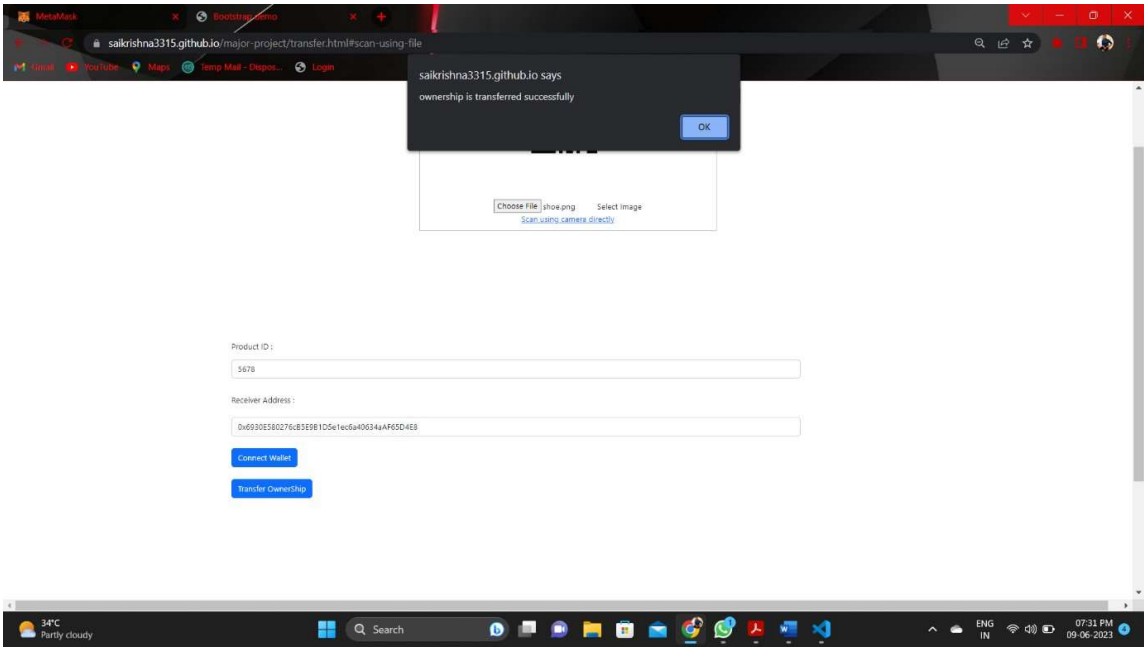 MetaMask
Bootstrap demo
saikrishna3315.github.io/major-project/transfer.html#scan-using-file
Gmail
YouTube
Maps
Temp Mail - Dispos...
Login
saikrishna3315.github.io says
ownership is transferred successfully
OK
Choose File shoe.png Select Image
Scan using camera directly
Product ID :
5678
Receiver Address :
Connect Wallet
Transfer OwnerShip
34°C
Partly cloudy
Search
ENG
IN
07:31 PM
09-06-2023
4